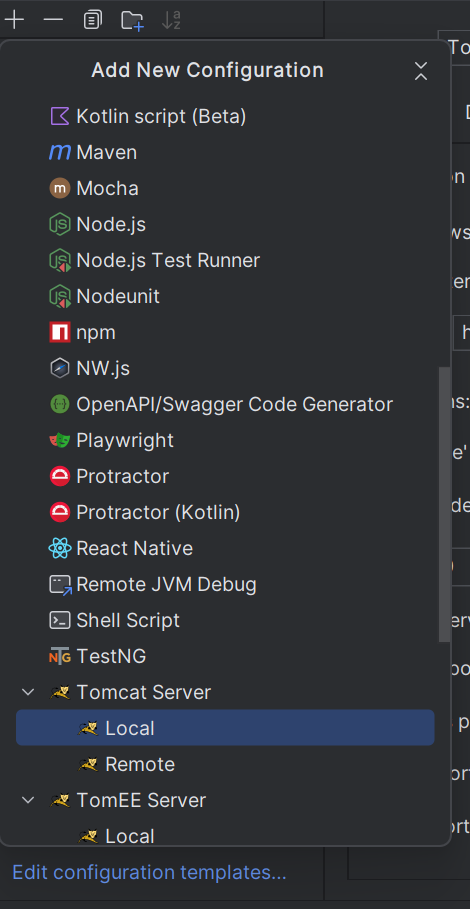 Add New Configuration
Kotlin script (Beta)
Maven
Mocha
Node.js
Node.js Test Runner
Nodeunit
npm
NW.js
OpenAPI/Swagger Code Generator
Playwright
Protractor
Protractor (Kotlin)
React Native
Remote JVM Debug
Shell Script
TestNG
Tomcat Server
Local
Remote
TomEE Server
Local
Edit configuration templates...